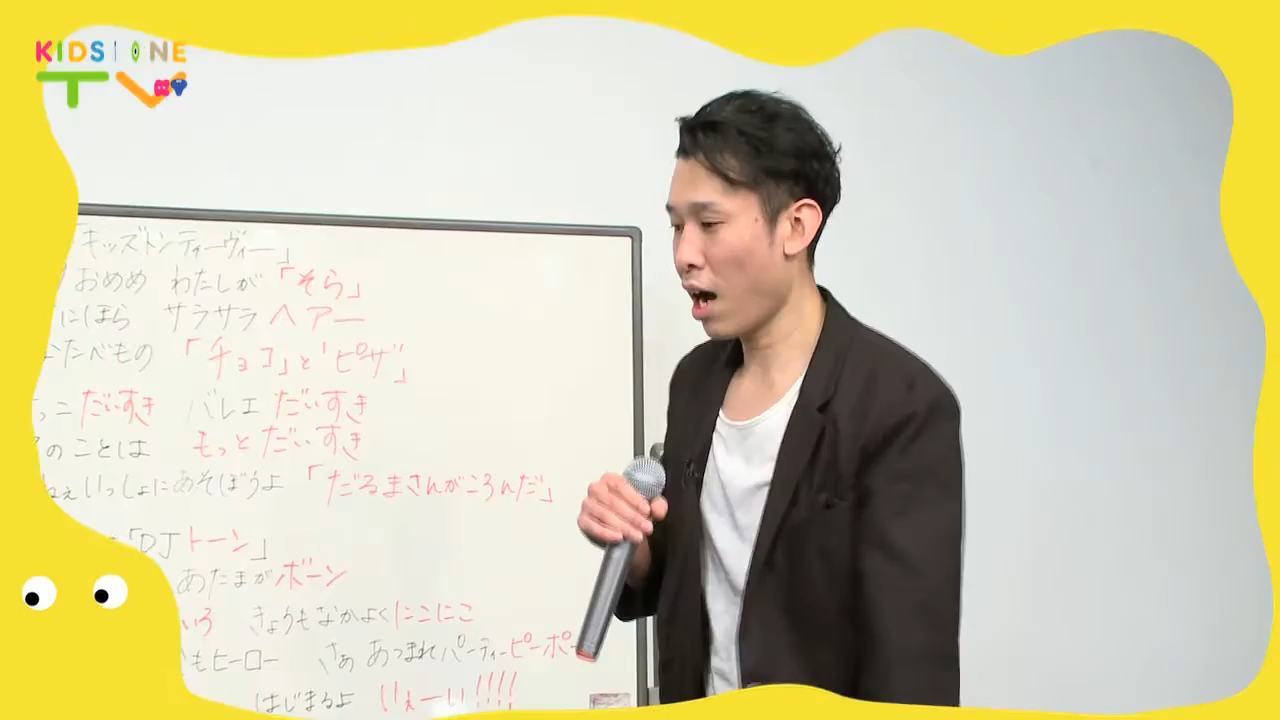 KIDSTONE
TV
「キッズトンティーヴィー」
おめめ わたしが「そら」
にほら サラサラヘアー
たべもの 「チョコ」と「ピザ」
っこだいすき バレエ だいすき
のことは もっと だいすき
ねぇいっしょにあそぼうよ 「だるまさんがころんだ」
「DJトーン」
あたまがボーン
いろ きょうもなかよくにこにこ
もヒーロー さぁ あつまれパーティーピーポー
はじまるよ いぇーい!!!!